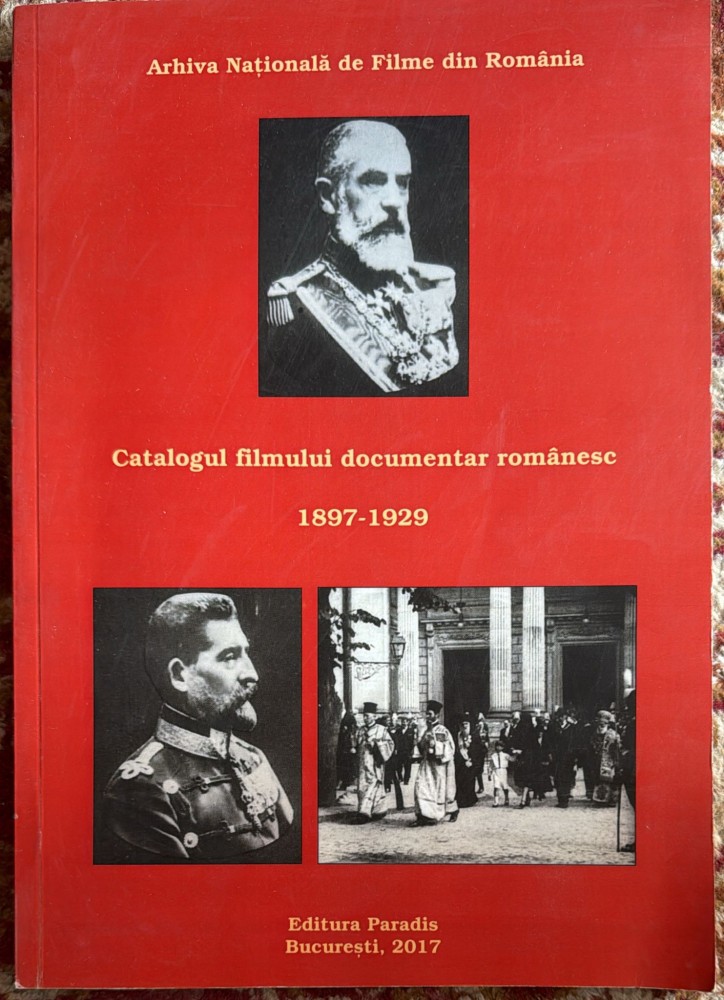 Arhiva Națională de Filme din România
Catalogul filmului documentar românesc
1897-1929
Editura Paradis
București, 2017